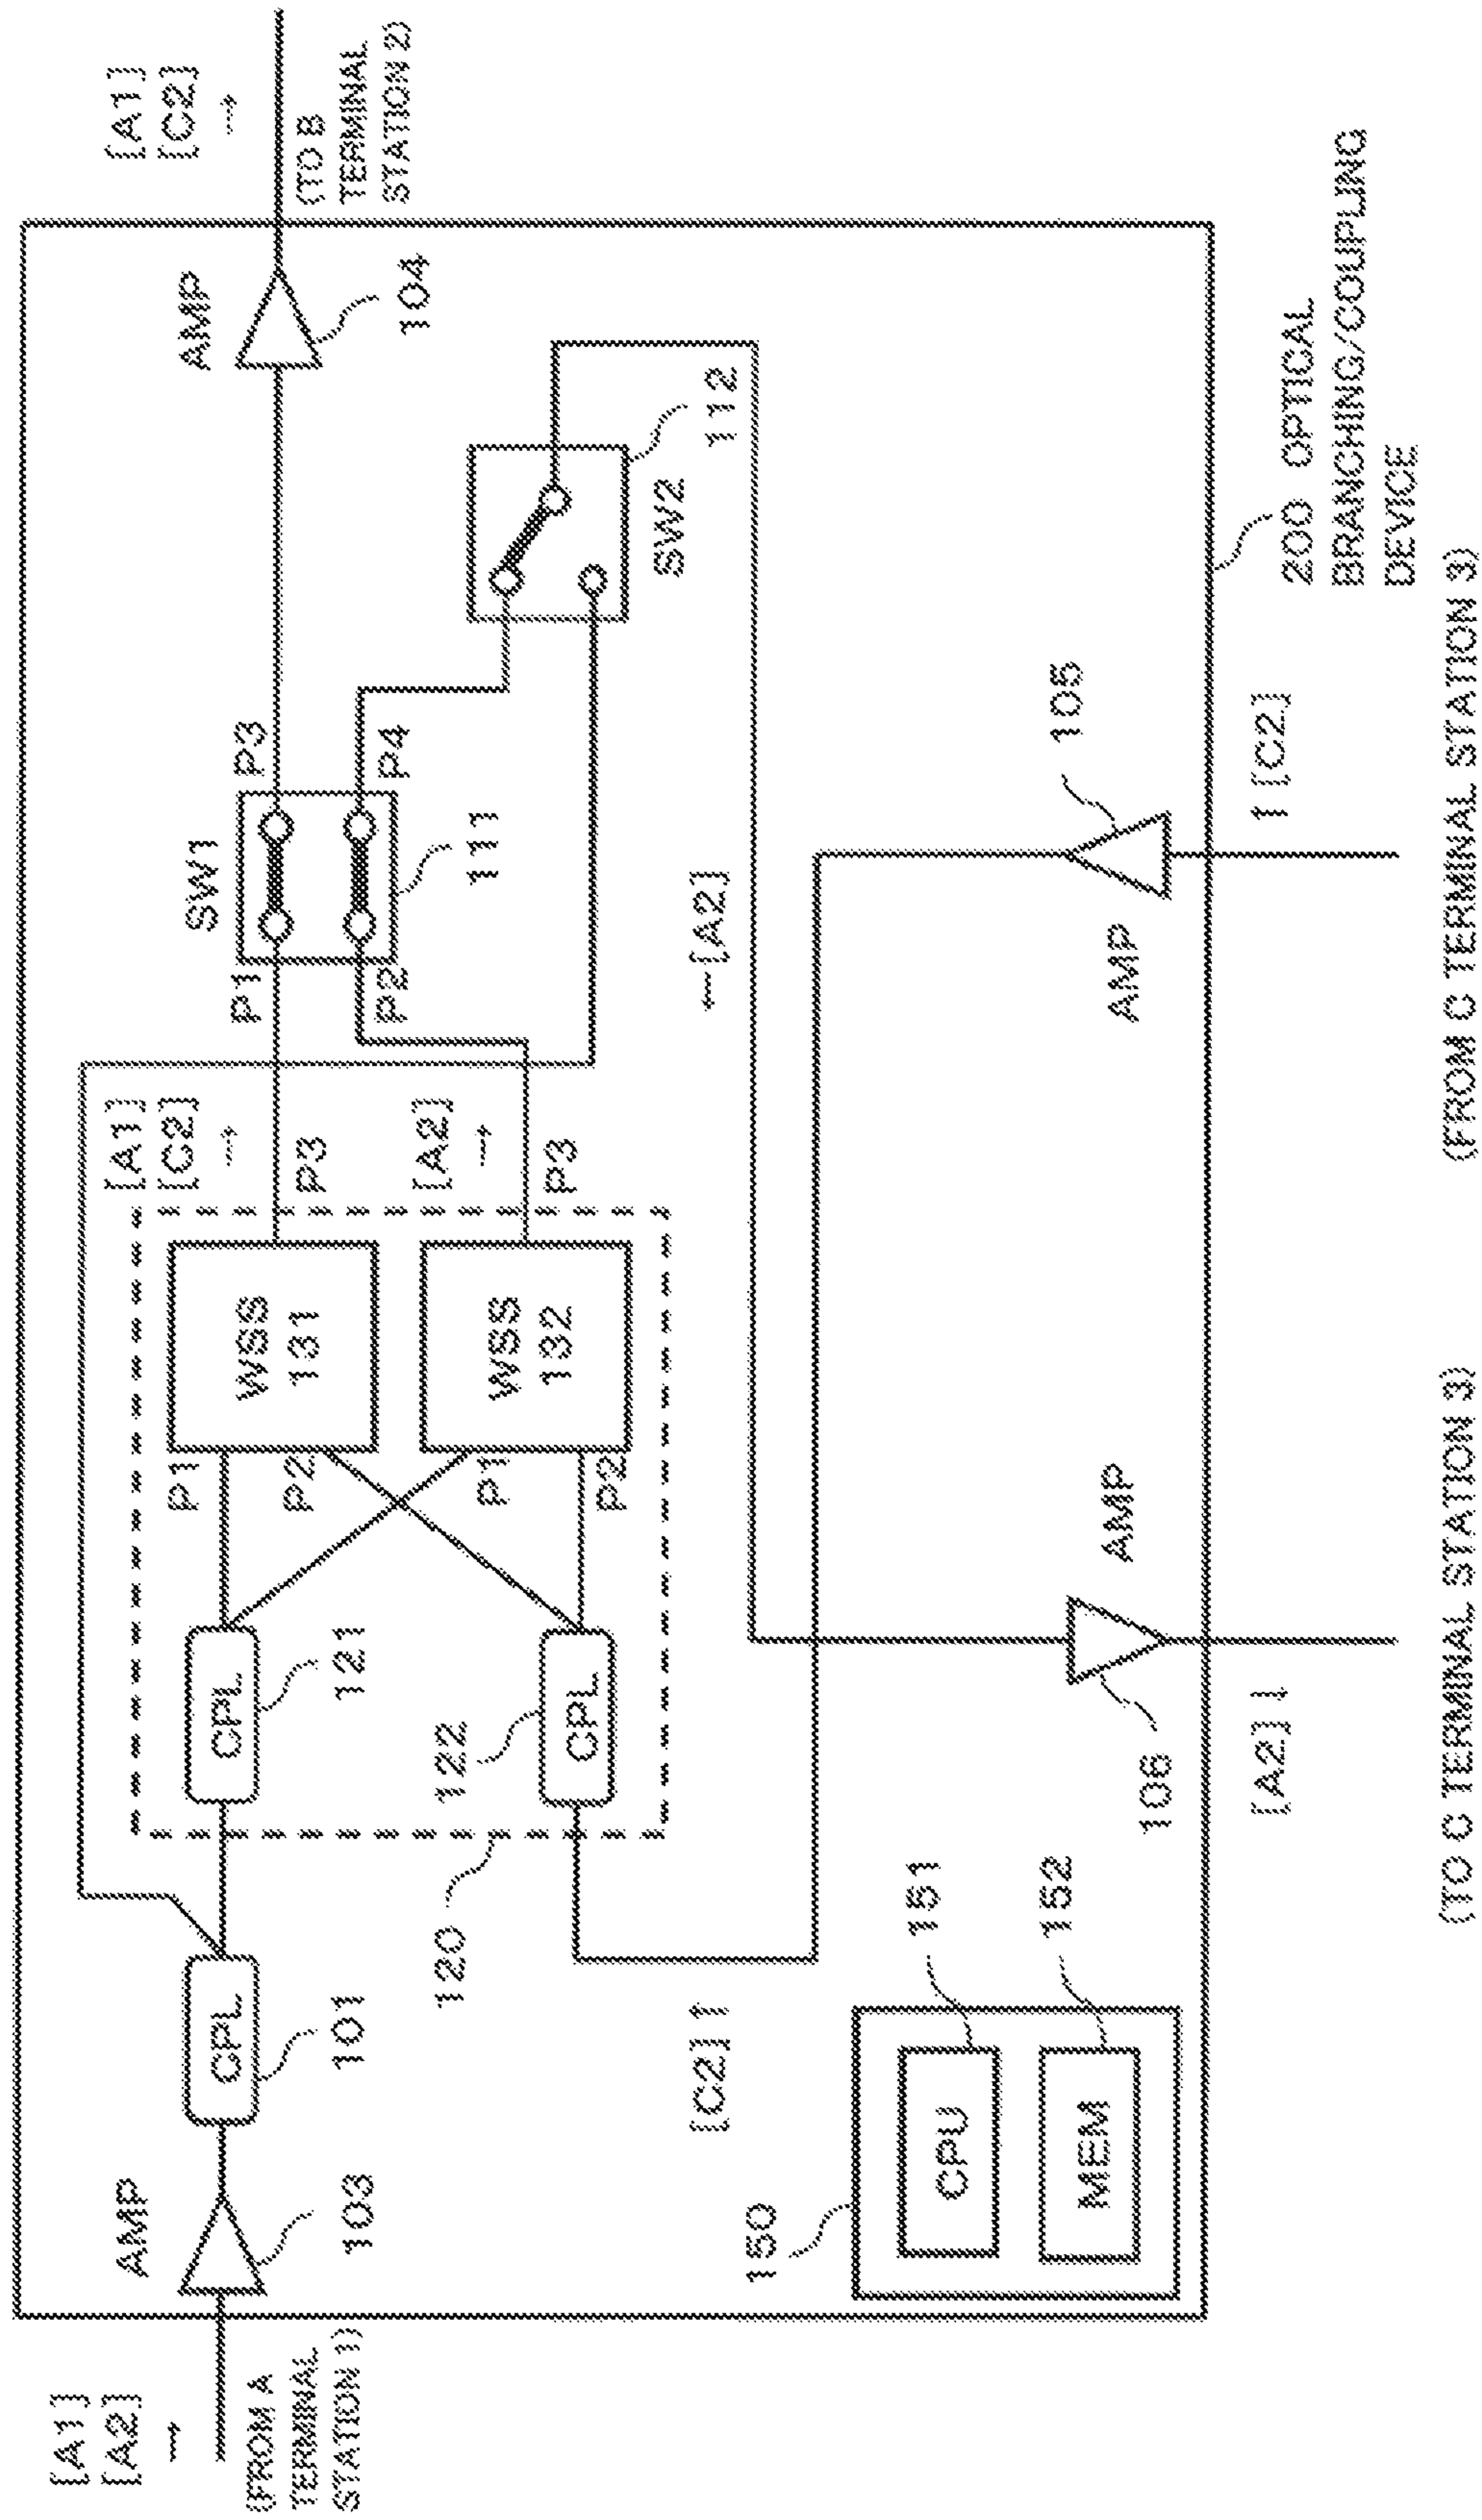 [A1]
[A2]
→
(FROM A
TERMINAL
STATION 1)
AMP
103
CPL
101
120
CPL
121
122
CPL
P1
P2
P1
P2
WSS
131
WSS
132
[A1]
[C2]
→
P3
[A2]
→
P3
P1
P2
SW1
111
P3
P4
SW2
112
AMP
104
[A1]
[C2]
→
(TO B
TERMINAL
STATION 2)
←[A2]
[C2]↑
150
CPU
151
MEM
152
106
AMP
[A2]↓
(TO C TERMINAL STATION 3)
AMP
105
↑[C2]
(FROM C TERMINAL STATION 3)
200 OPTICAL
BRANCHING/COUPLING
DEVICE